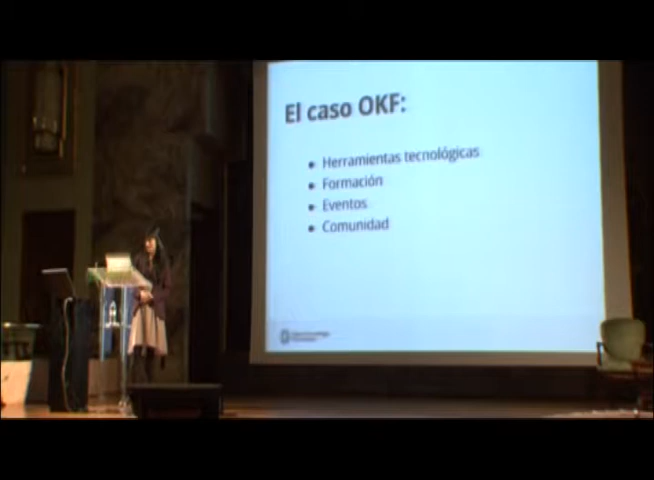 El caso OKF:
Herramientas tecnológicas
Formación
Eventos
Comunidad